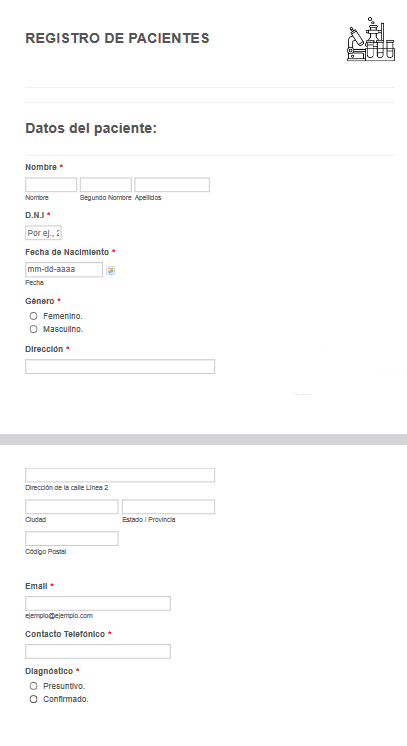 REGISTRO DE PACIENTES
Datos del paciente:
Nombre *
Nombre Segundo Nombre Apellidos
D.N.I *
Por ej., 2
Fecha de Nacimiento *
mm-dd-aaaa
Fecha
Género *
Femenino.
Masculino.
Dirección *
Dirección de la calle Línea 2
Ciudad Estado / Provincia
Código Postal
Email *
ejemplo@ejemplo.com
Contacto Telefónico *
Diagnóstico *
Presuntivo.
Confirmado.